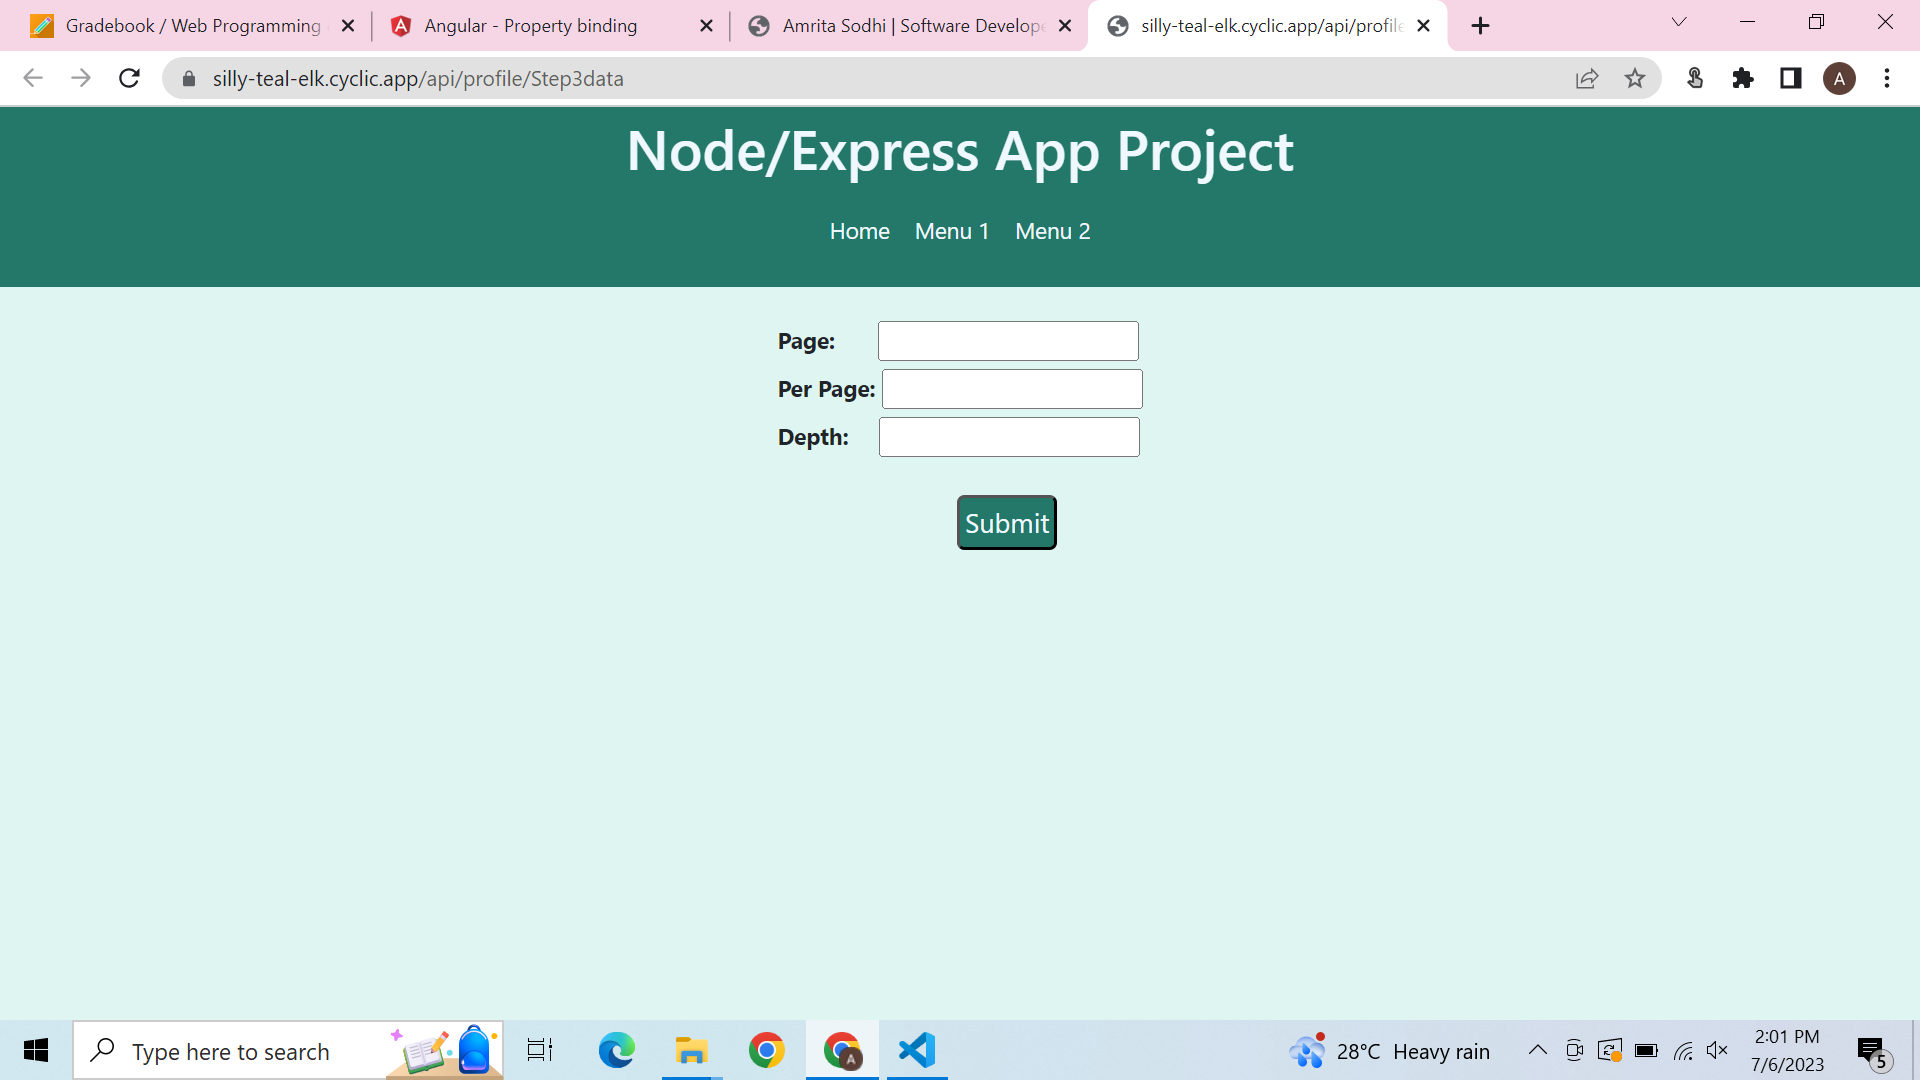 Gradebook / Web Programming
Angular - Property binding
Amrita Sodhi | Software Develope
silly-teal-elk.cyclic.app/api/profile
silly-teal-elk.cyclic.app/api/profile/Step3data
A
Node/Express App Project
Home Menu 1 Menu 2
Page:
Per Page:
Depth:
Submit
Type here to search
A
28°C Heavy rain
2:01 PM
7/6/2023
5